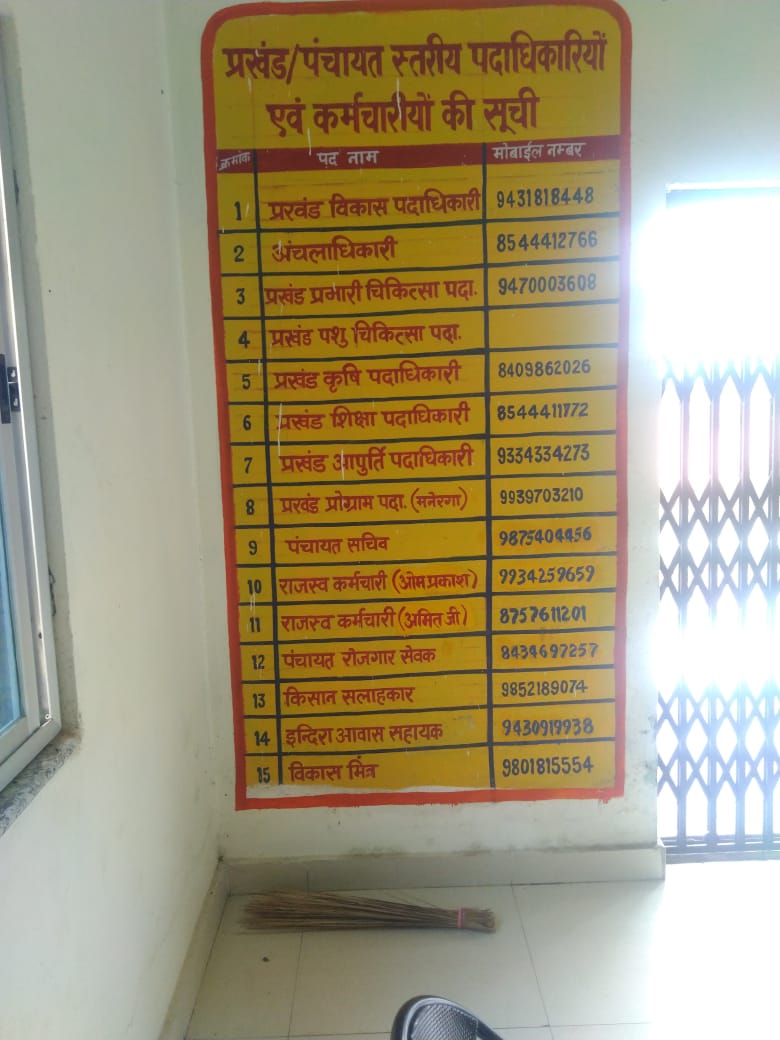 प्रखंड/पंचायत स्तरीय पदाधिकारियों
एवं कर्मचारीयों की सूची
क्रमांक पद नाम मोबाईल नम्बर
1 प्रखंड विकास पदाधिकारी 9431818448
2 अंचलाधिकारी 8544412766
3 प्रखंड प्रभारी चिकित्सा पदा. 9470003608
4 प्रखंड पशु चिकित्सा पदा.
5 प्रखंड कृषि पदाधिकारी 8409862026
6 प्रखंड शिक्षा पदाधिकारी 8544411772
7 प्रखंड आपुर्ति पदाधिकारी 9334334273
8 प्रखंड प्रोग्राम पदा. (मनेरगा) 9939703210
9 पंचायत सचिव 9875404456
10 राजस्व कर्मचारी (ओम प्रकाश) 9934259659
11 राजस्व कर्मचारी (अमित जी) 8757611201
12 पंचायत रोजगार सेवक 8434697257
13 किसान सलाहकार 9852189074
14 इन्दिरा आवास सहायक 9430919938
15 विकास मित्र 9801815554